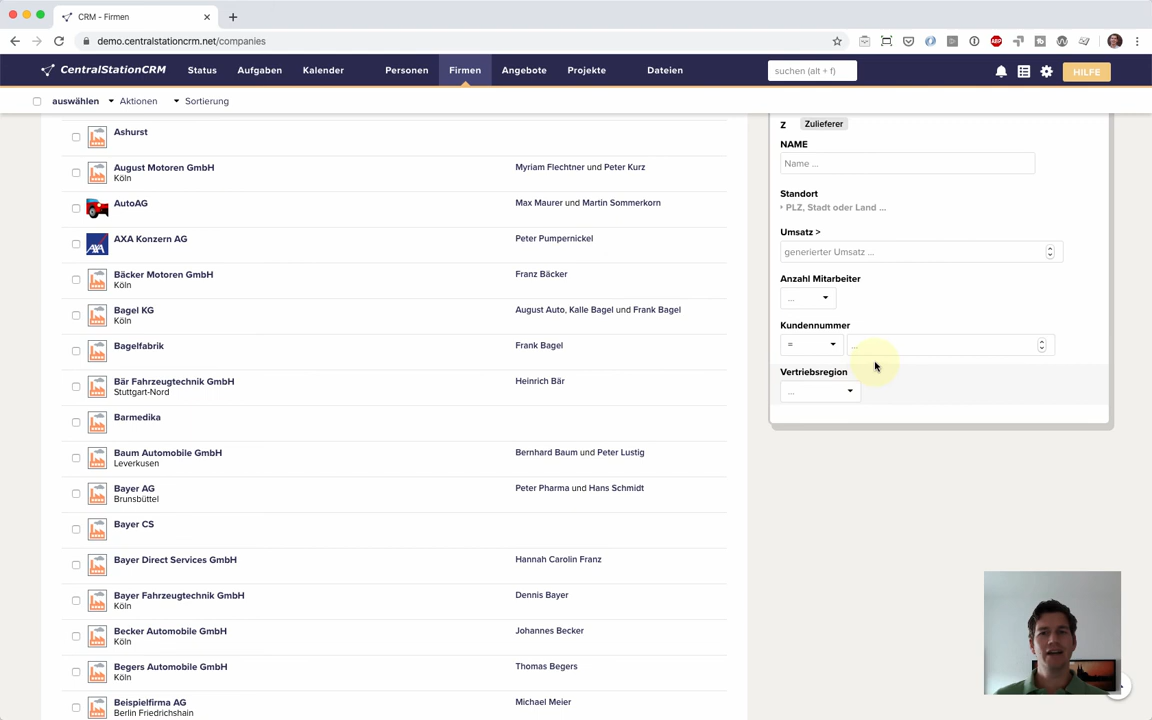 CRM - Firmen
demo.centralstationcrm.net/companies
ABP
CentralStationCRM
Status
Aufgaben
Kalender
Personen
Firmen
Angebote
Projekte
Dateien
suchen (alt + f)
HILFE
auswählen
Aktionen
Sortierung
Ashurst
August Motoren GmbH
Köln
Myriam Flechtner und Peter Kurz
AutoAG
Max Maurer und Martin Sommerkorn
AXA
AXA Konzern AG
Peter Pumpernickel
Bäcker Motoren GmbH
Köln
Franz Bäcker
Bagel KG
Köln
August Auto, Kalle Bagel und Frank Bagel
Bagelfabrik
Frank Bagel
Bär Fahrzeugtechnik GmbH
Stuttgart-Nord
Heinrich Bär
Barmedika
Baum Automobile GmbH
Leverkusen
Bernhard Baum und Peter Lustig
Bayer AG
Brunsbüttel
Peter Pharma und Hans Schmidt
Bayer CS
Bayer Direct Services GmbH
Hannah Carolin Franz
Bayer Fahrzeugtechnik GmbH
Köln
Dennis Bayer
Becker Automobile GmbH
Köln
Johannes Becker
Begers Automobile GmbH
Köln
Thomas Begers
Beispielfirma AG
Berlin Friedrichshain
Michael Meier
Z Zulieferer
NAME
Name ...
Standort
PLZ, Stadt oder Land ...
Umsatz >
generierter Umsatz ...
Anzahl Mitarbeiter
...
Kundennummer
= ...
Vertriebsregion
...